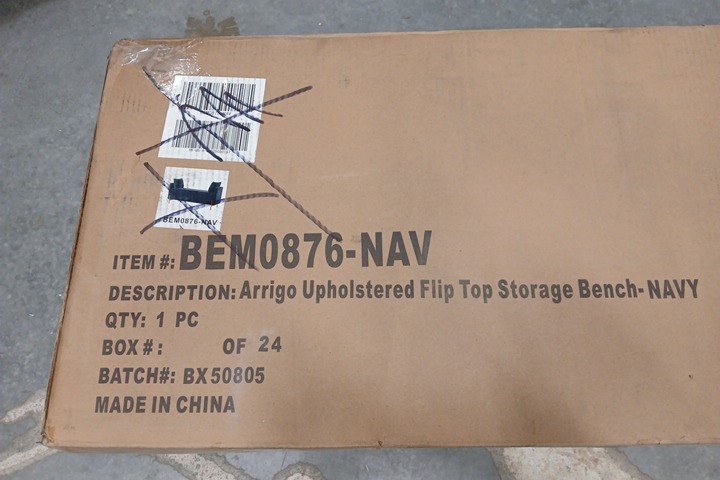 BEM0876-NAV
ITEM #: BEM0876-NAV
DESCRIPTION: Arrigo Upholstered Flip Top Storage Bench- NAVY
QTY: 1 PC
BOX #: OF 24
BATCH#: BX50805
MADE IN CHINA